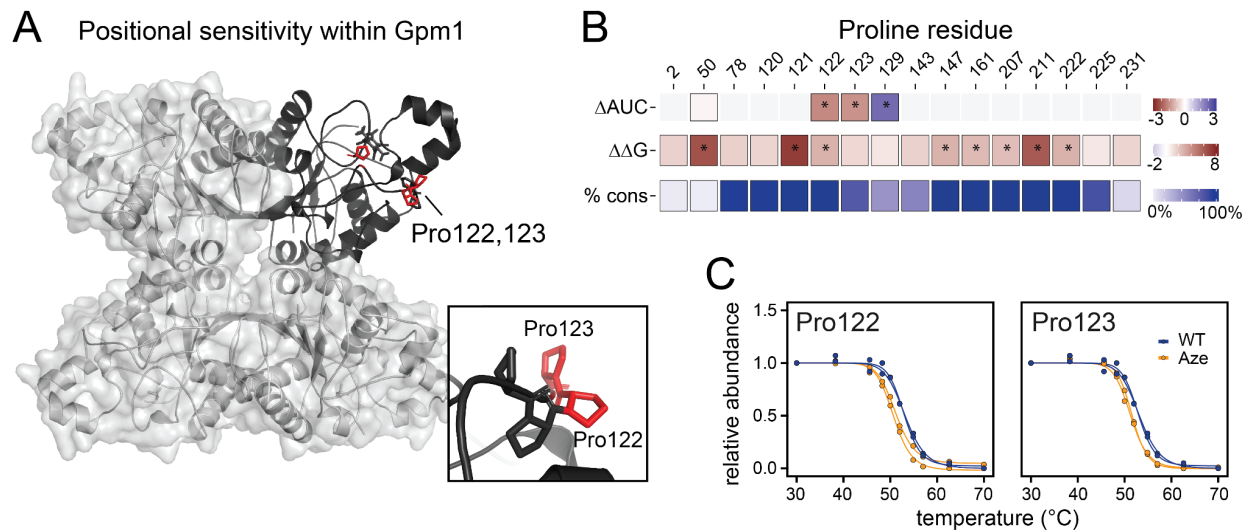 A
Positional sensitivity within Gpm1
Pro122,123
Pro123
Pro122
B
Proline residue
2 50 78 120 121 122 123 129 143 147 161 207 211 222 225 231
ΔAUC * * *
-3 0 3
ΔΔG * * * * * * * *
-2 8
% cons
0% 100%
C
relative abundance
1.5
1.0
0.5
0.0
Pro122
30 40 50 60 70
Pro123
WT
Aze
30 40 50 60 70
temperature (°C)